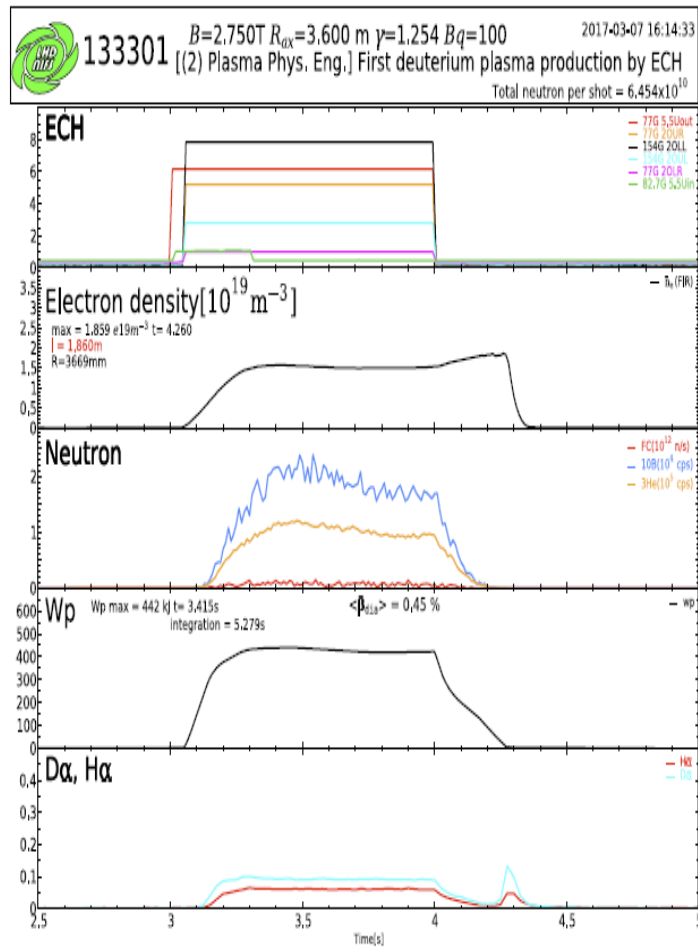 LHD
NIFS
133301
B=2.750T R_ax=3.600 m γ=1.254 Bq=100
2017-03-07 16:14:33
[(2) Plasma Phys. Eng.] First deuterium plasma production by ECH
Total neutron per shot = 6.454x10^10
ECH
77G 5.5Uout
77G 2OUR
154G 2OLL
154G 2OUL
77G 2OLR
82.7G 5.5Uin
8
6
4
2
0
Electron density[10^19 m^-3]
n̄e(FIR)
max = 1.859 e19m^-3 t= 4.260
l = 1,860m
R=3669mm
3.5
3
2.5
2
1.5
1
0.5
0
Neutron
FC(10^12 n/s)
10B(10^4 cps)
3He(10^5 cps)
2
1
0
Wp
Wp max = 442 kJ t= 3.415s
<β_dia> = 0.45 %
wp
integration = 5.279s
600
500
400
300
200
100
0
Dα, Hα
Hα
Dα
0.4
0.3
0.2
0.1
0
2.5 3 3.5 4 4.5 5
Time[s]